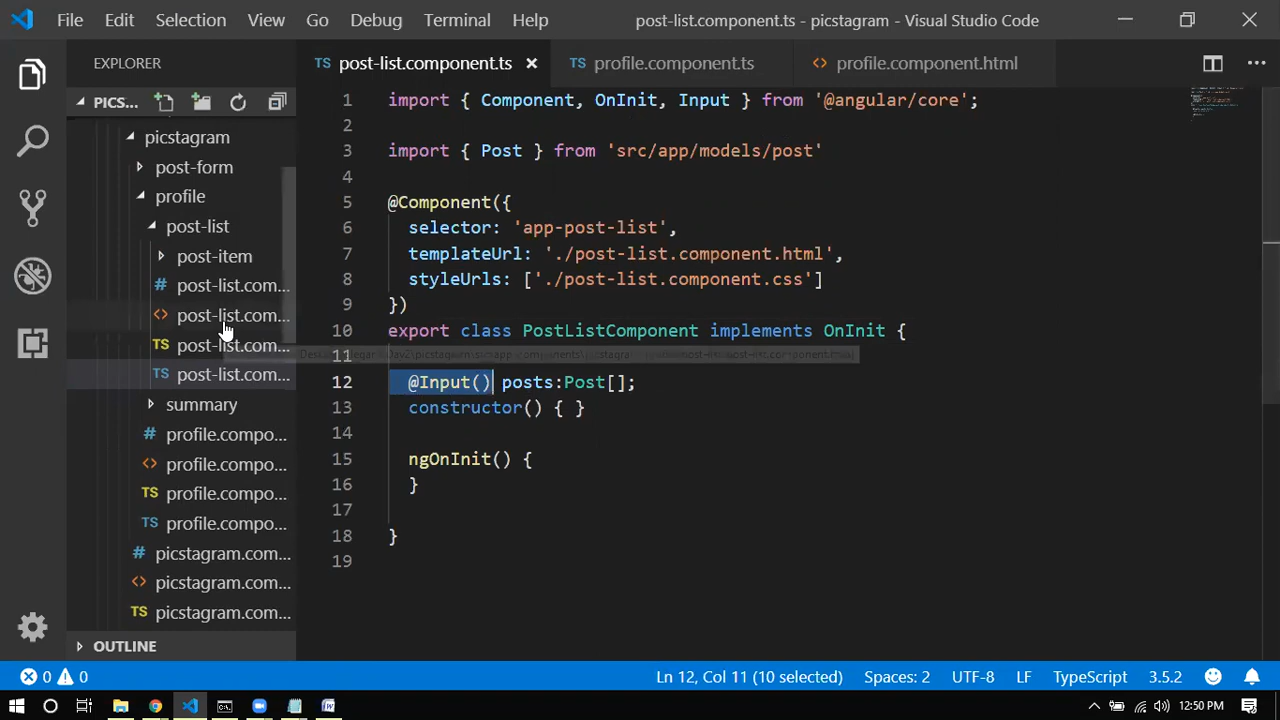 File Edit Selection View Go Debug Terminal Help post-list.component.ts - picstagram - Visual Studio Code
EXPLORER
PICS...
picstagram
post-form
profile
post-list
post-item
# post-list.com...
<> post-list.com...
TS post-list.com...
TS post-list.com...
summary
# profile.compo...
<> profile.compo...
TS profile.compo...
TS profile.compo...
# picstagram.com...
<> picstagram.com...
TS picstagram.com...
OUTLINE
TS post-list.component.ts × TS profile.component.ts <> profile.component.html ...
1 import { Component, OnInit, Input } from '@angular/core';
2
3 import { Post } from 'src/app/models/post'
4
5 @Component({
6 selector: 'app-post-list',
7 templateUrl: './post-list.component.html',
8 styleUrls: ['./post-list.component.css']
9 })
10 export class PostListComponent implements OnInit {
11
12 @Input() posts:Post[];
13 constructor() { }
14
15 ngOnInit() {
16 }
17
18 }
19
0 0 Ln 12, Col 11 (10 selected) Spaces: 2 UTF-8 LF TypeScript 3.5.2
12:50 PM